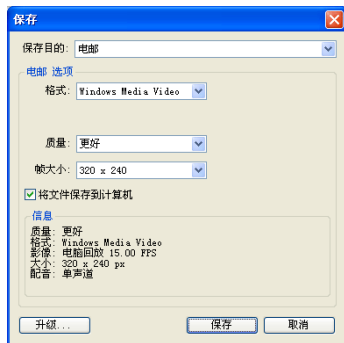 保存
保存目的: 电邮
电邮 选项
格式: Windows Media Video
质量: 更好
帧大小: 320 x 240
将文件保存到计算机
信息
质量: 更好
格式: Windows Media Video
影像: 电脑回放 15.00 FPS
大小: 320 x 240 px
配音: 单声道
升级... 保存 取消